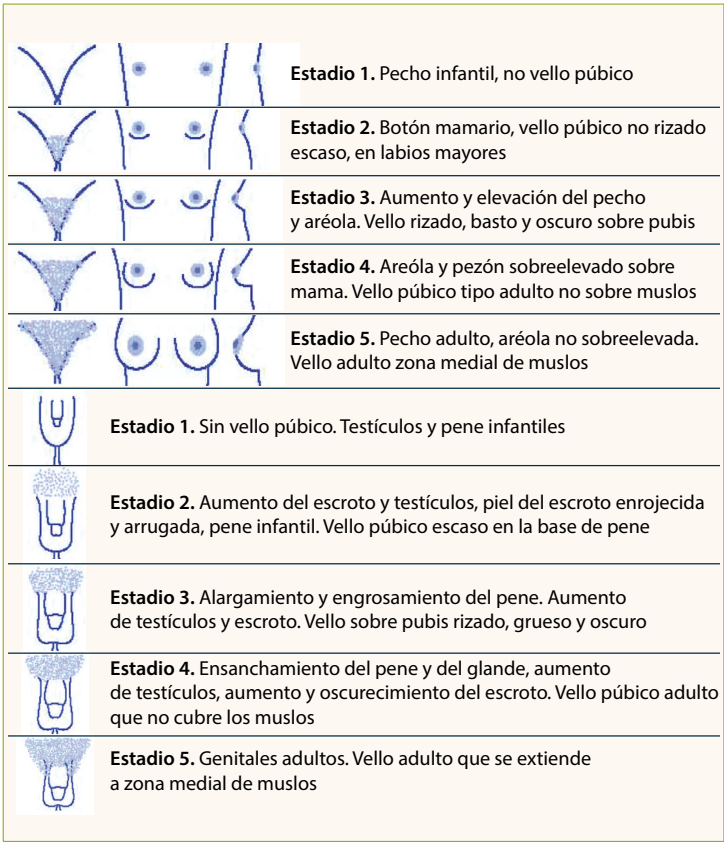 Estadio 1. Pecho infantil, no vello púbico
Estadio 2. Botón mamario, vello púbico no rizado
escaso, en labios mayores
Estadio 3. Aumento y elevación del pecho
y aréola. Vello rizado, basto y oscuro sobre pubis
Estadio 4. Areóla y pezón sobreelevado sobre
mama. Vello púbico tipo adulto no sobre muslos
Estadio 5. Pecho adulto, aréola no sobreelevada.
Vello adulto zona medial de muslos
Estadio 1. Sin vello púbico. Testículos y pene infantiles
Estadio 2. Aumento del escroto y testículos, piel del escroto enrojecida
y arrugada, pene infantil. Vello púbico escaso en la base de pene
Estadio 3. Alargamiento y engrosamiento del pene. Aumento
de testículos y escroto. Vello sobre pubis rizado, grueso y oscuro
Estadio 4. Ensanchamiento del pene y del glande, aumento
de testículos, aumento y oscurecimiento del escroto. Vello púbico adulto
que no cubre los muslos
Estadio 5. Genitales adultos. Vello adulto que se extiende
a zona medial de muslos